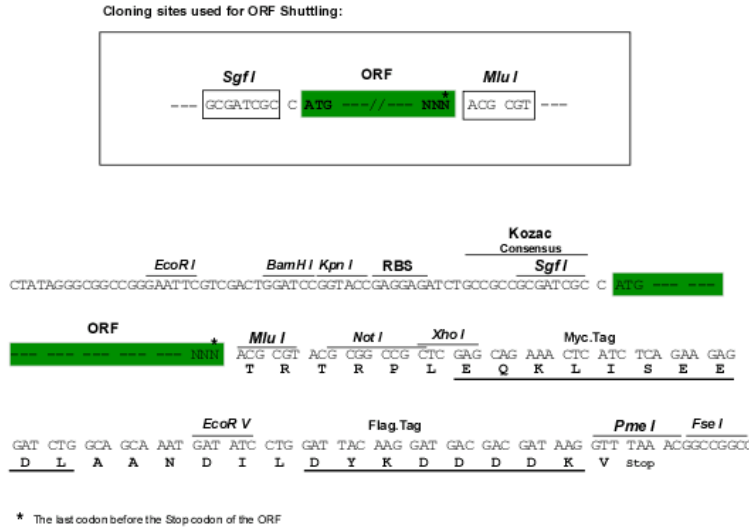 Cloning sites used for ORF Shuttling:
Sgf I ORF Mlu I
*
--- GCGATCGC C ATG ---//--- NNN ACG CGT ---
Kozac
Consensus
EcoR I BamH I Kpn I RBS Sgf I
CTATAGGGCGGCCGGGAATTCGTCGACTGGATCCGGTACCGAGGAGATCTGCCGCCGCGATCGC C ATG --- ---
ORF * Mlu I Not I Xho I Myc.Tag
--- --- --- --- --- NNN ACG CGT ACG CGG CCG CTC GAG CAG AAA CTC ATC TCA GAA GAG
T R T R P L E Q K L I S E E
EcoR V Flag.Tag Pme I Fse I
GAT CTG GCA GCA AAT GAT ATC CTG GAT TAC AAG GAT GAC GAC GAT AAG GTT TAA ACGGCCGGCC
D L A A N D I L D Y K D D D D K V Stop
* The last codon before the Stop codon of the ORF